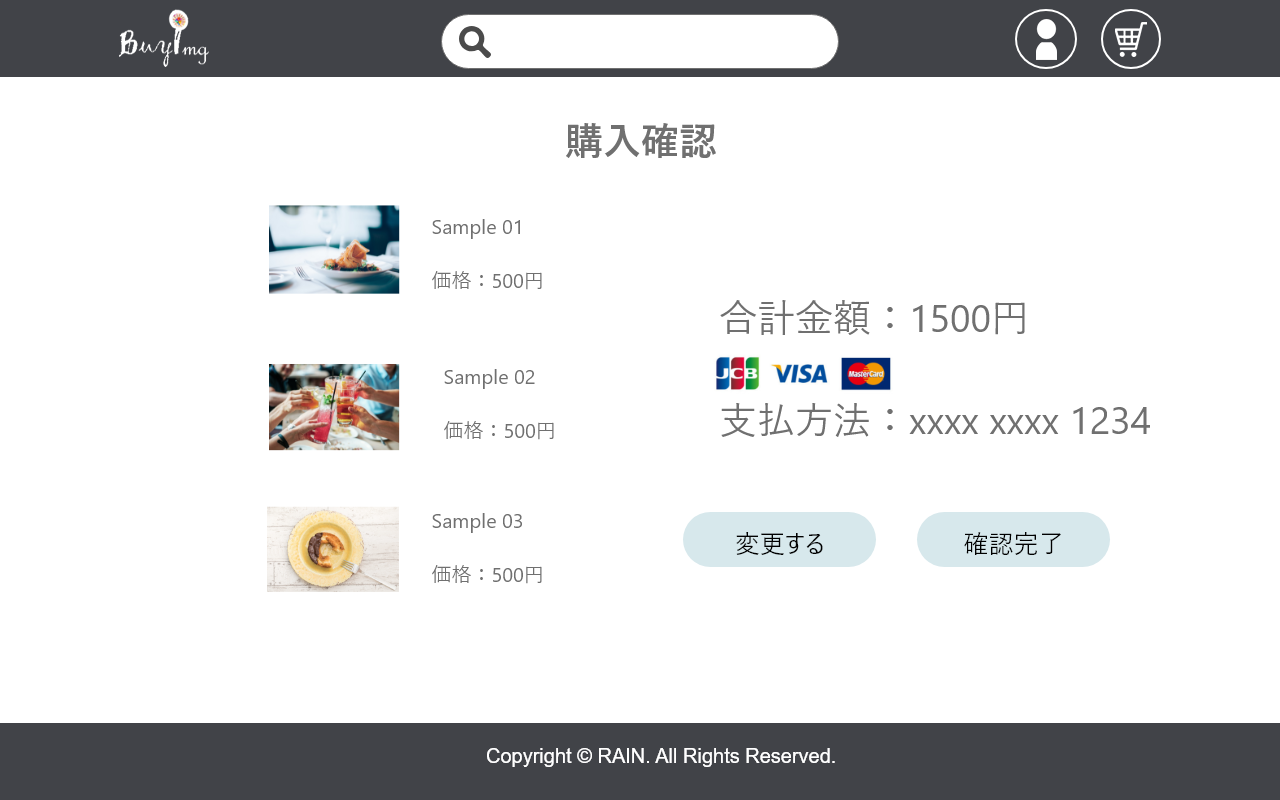 BuyImg
購入確認
Sample 01
価格：500円
Sample 02
価格：500円
Sample 03
価格：500円
合計金額：1500円
JCB VISA MasterCard
支払方法：xxxx xxxx 1234
変更する
確認完了
Copyright © RAIN. All Rights Reserved.